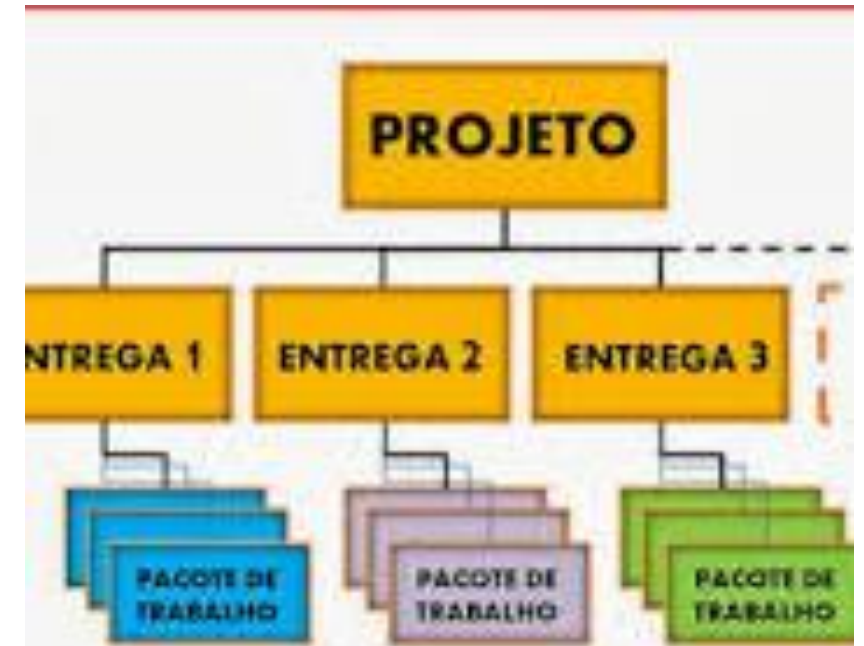 PROJETO
NTREGA 1
ENTREGA 2
ENTREGA 3
PACOTE DE
TRABALHO
PACOTE DE
TRABALHO
PACOTE DE
TRABALHO